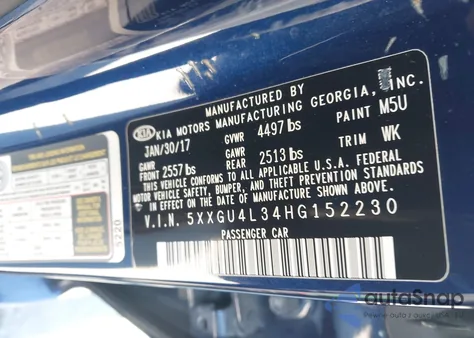 MANUFACTURED BY
KIA KIA MOTORS MANUFACTURING GEORGIA, INC.
JAN/30/17 GVWR 4497 lbs PAINT M5U
GAWR FRONT 2557 lbs GAWR REAR 2513 lbs TRIM WK
THIS VEHICLE CONFORMS TO ALL APPLICABLE U.S.A. FEDERAL
MOTOR VEHICLE SAFETY, BUMPER, AND THEFT PREVENTION STANDARDS
IN EFFECT ON THE DATE OF MANUFACTURE SHOWN ABOVE.
V.I.N. 5XXGU4L34HG152230
PASSENGER CAR
5220
autoSnap